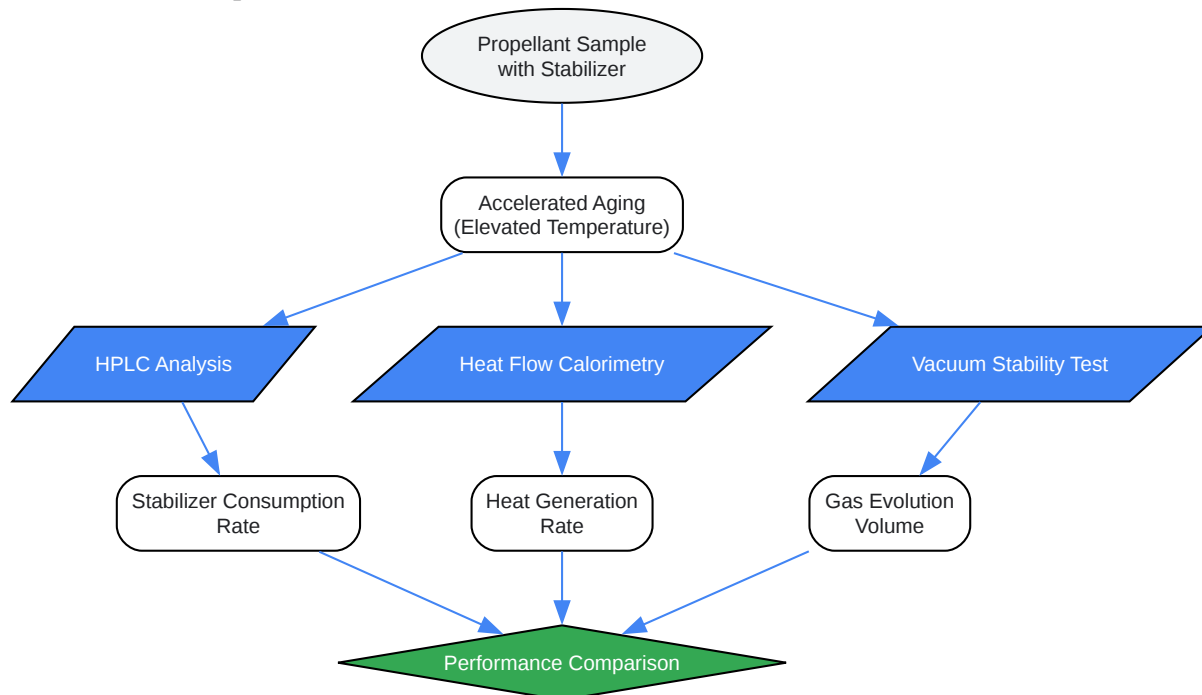 Propellant Sample
with Stabilizer
Accelerated Aging
(Elevated Temperature)
HPLC Analysis
Heat Flow Calorimetry
Vacuum Stability Test
Stabilizer Consumption
Rate
Heat Generation
Rate
Gas Evolution
Volume
Performance Comparison